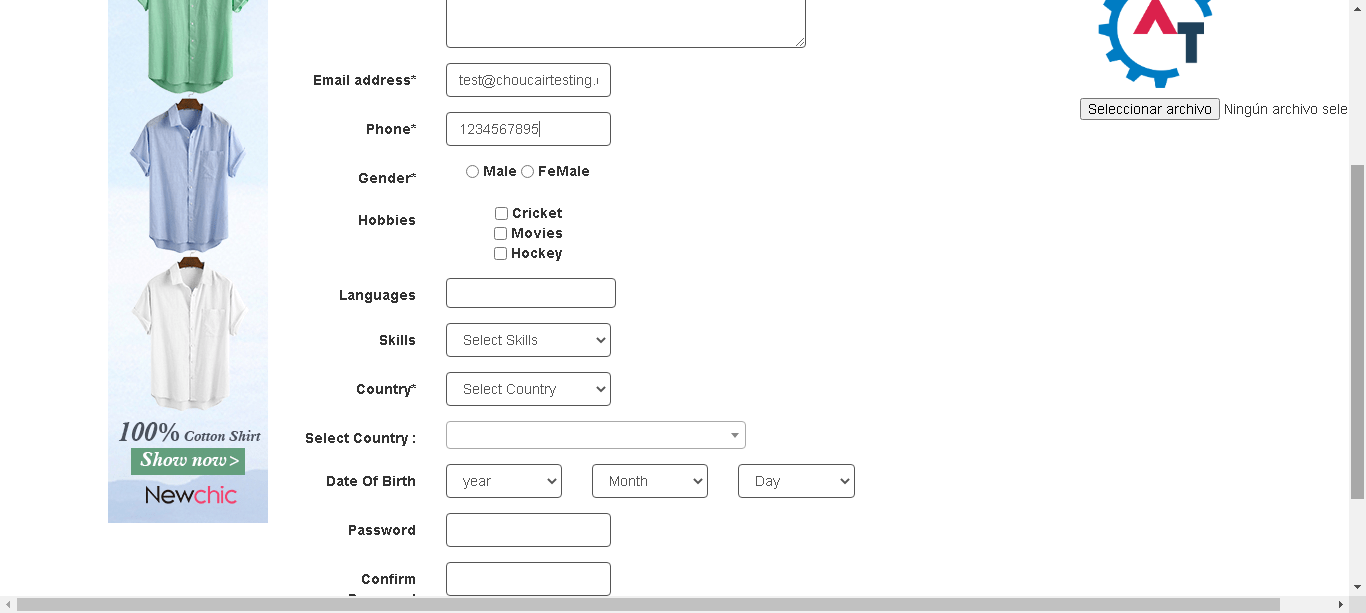 AT
Seleccionar archivo Ningún archivo sele
Email address* test@choucairtesting.
Phone* 1234567895
Gender* Male FeMale
Hobbies Cricket
Movies
Hockey
Languages
Skills Select Skills
Country* Select Country
Select Country :
Date Of Birth year Month Day
Password
Confirm
100% Cotton Shirt
Show now >
Newchic